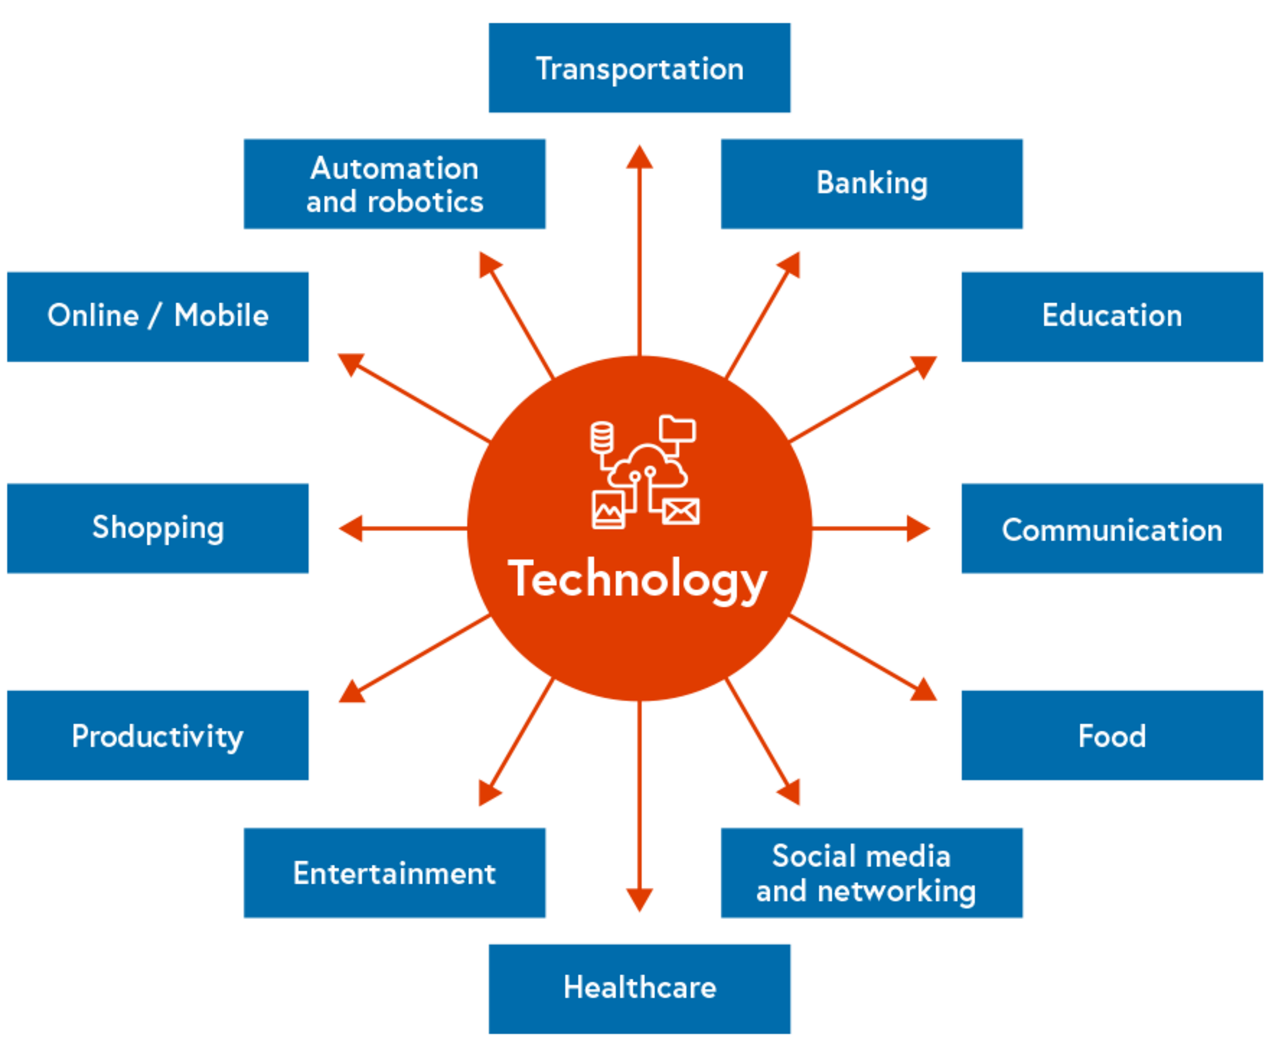 Transportation
Automation
and robotics
Banking
Online / Mobile
Education
Shopping
Technology
Communication
Productivity
Food
Entertainment
Social media
and networking
Healthcare